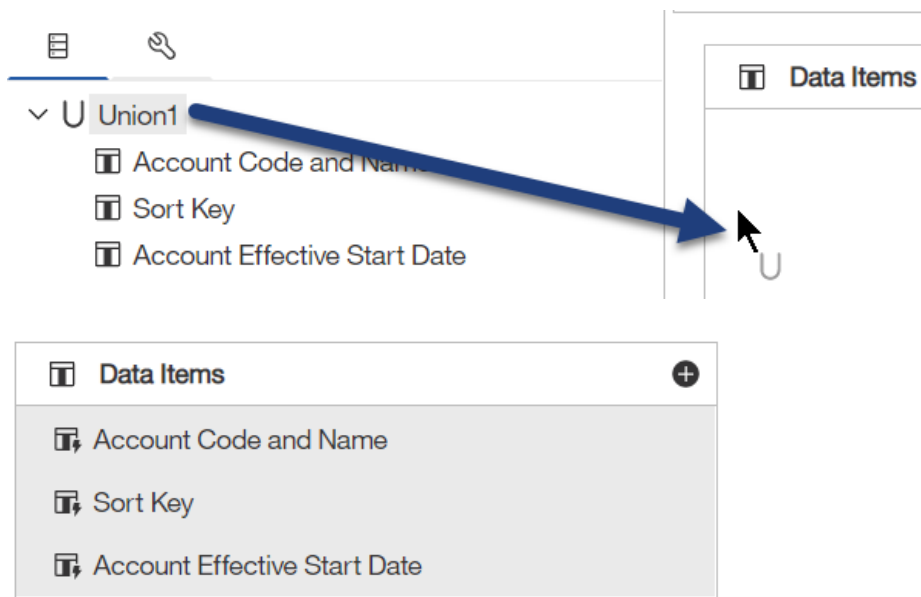 Data Items
Union1
Account Code and Name
Sort Key
Account Effective Start Date
Data Items
Account Code and Name
Sort Key
Account Effective Start Date